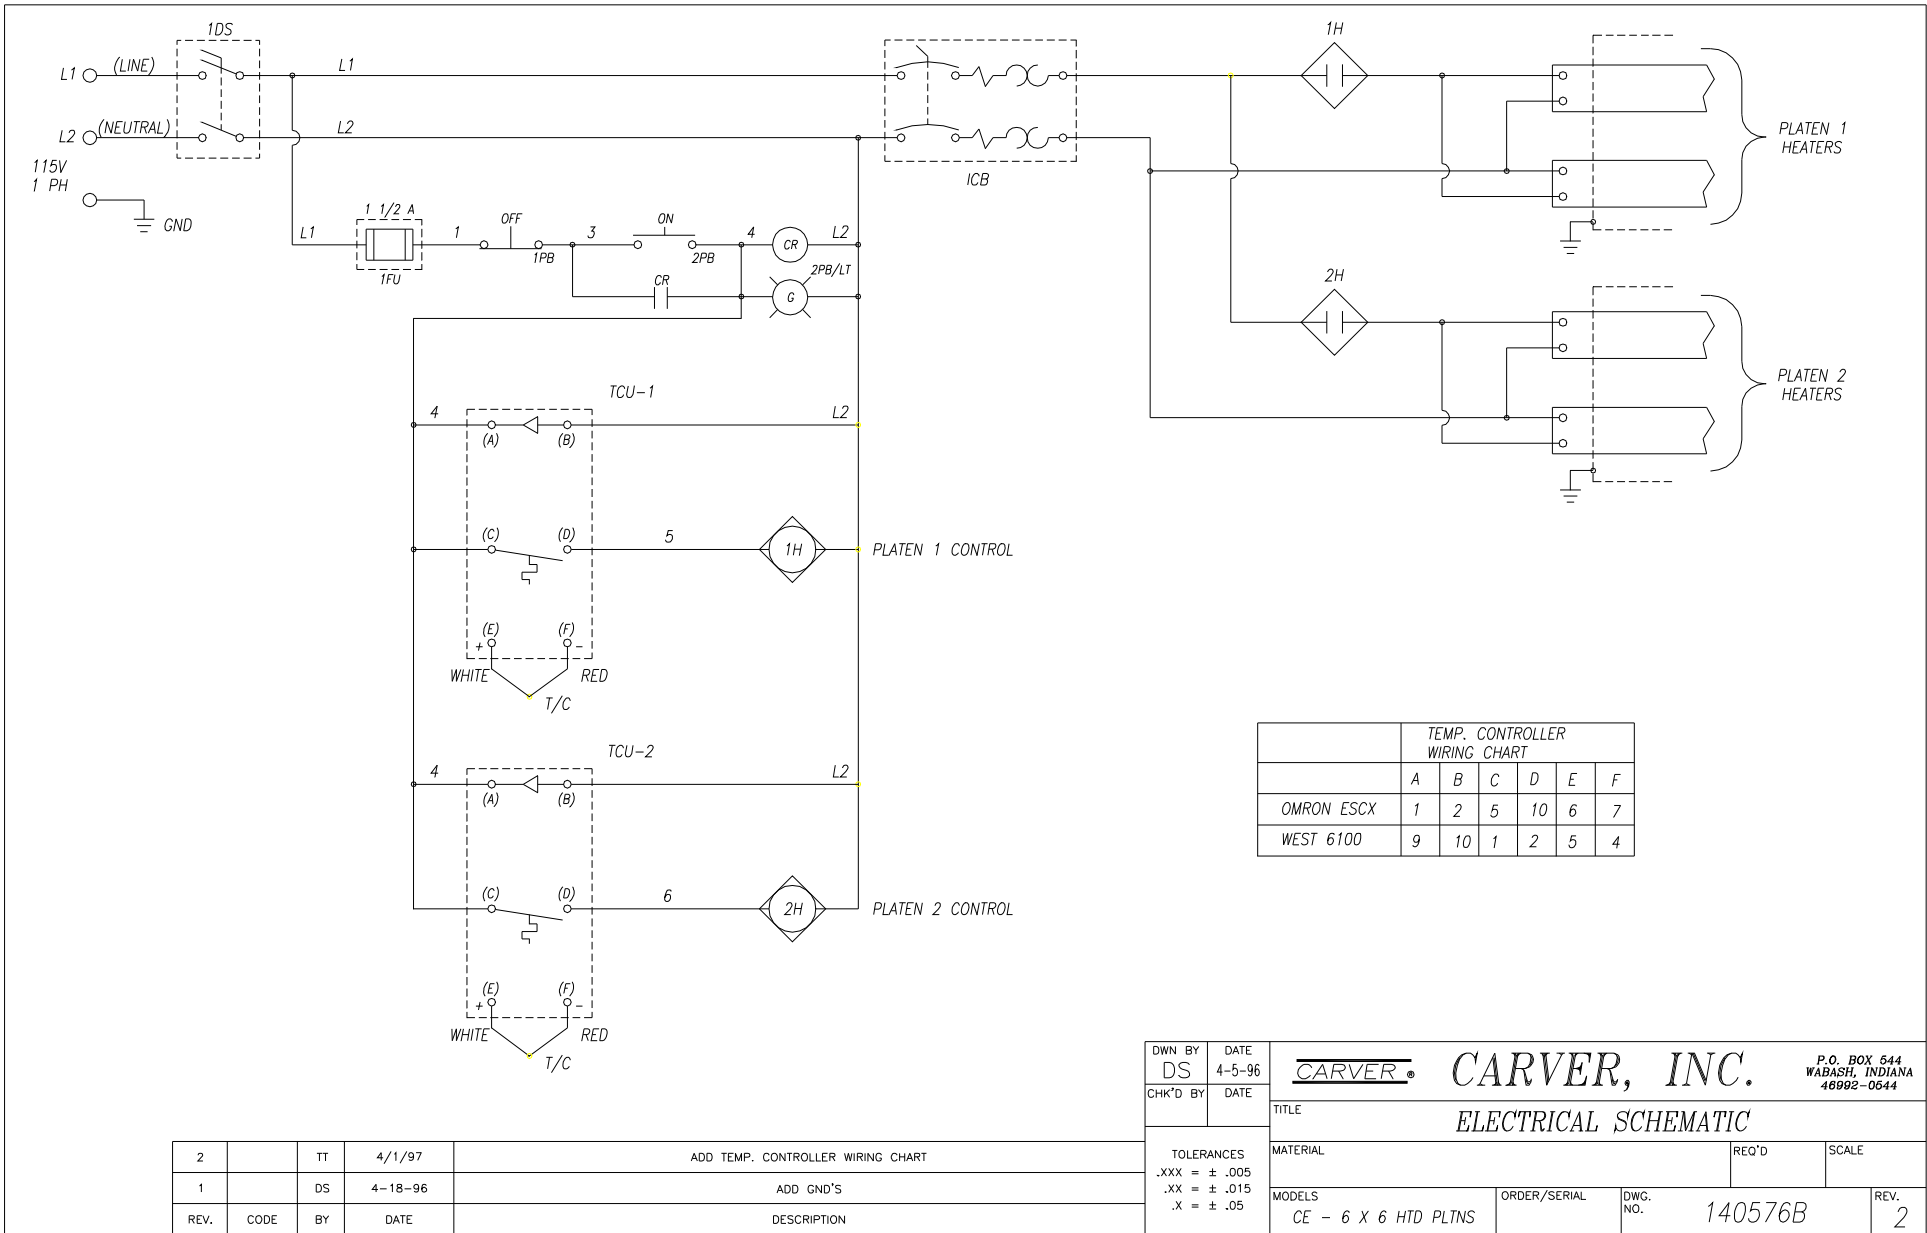 1DS
L1 (LINE)
L1
L2 (NEUTRAL)
L2
115V
1 PH
GND
ICB
1 1/2 A
L1
1FU
1
OFF
1PB
3
ON
2PB
4
CR
L2
CR
G
2PB/LT
1H
PLATEN 1
HEATERS
2H
PLATEN 2
HEATERS
TCU-1
4
(A)
(B)
L2
(C)
(D)
5
1H
PLATEN 1 CONTROL
(E)
(F)
+
-
WHITE
RED
T/C
TCU-2
4
(A)
(B)
L2
(C)
(D)
6
2H
PLATEN 2 CONTROL
(E)
(F)
+
-
WHITE
RED
T/C
TEMP. CONTROLLER
WIRING CHART
A B C D E F
OMRON ESCX 1 2 5 10 6 7
WEST 6100 9 10 1 2 5 4
2 TT 4/1/97 ADD TEMP. CONTROLLER WIRING CHART
1 DS 4-18-96 ADD GND'S
REV. CODE BY DATE DESCRIPTION
DWN BY
DS
DATE
4-5-96
CHK'D BY
DATE
TOLERANCES
.XXX = ± .005
.XX = ± .015
.X = ± .05
CARVER ®
CARVER, INC.
P.O. BOX 544
WABASH, INDIANA
46992-0544
TITLE
ELECTRICAL SCHEMATIC
MATERIAL
REQ'D
SCALE
MODELS
CE - 6 X 6 HTD PLTNS
ORDER/SERIAL
DWG.
NO.
140576B
REV.
2